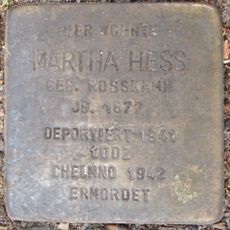 HIER WOHNTE
MARTHA HESS
GEB. ROSSKAMM
JG. 1877
DEPORTIERT 1941
LODZ
CHELMNO 1942
ERMORDET